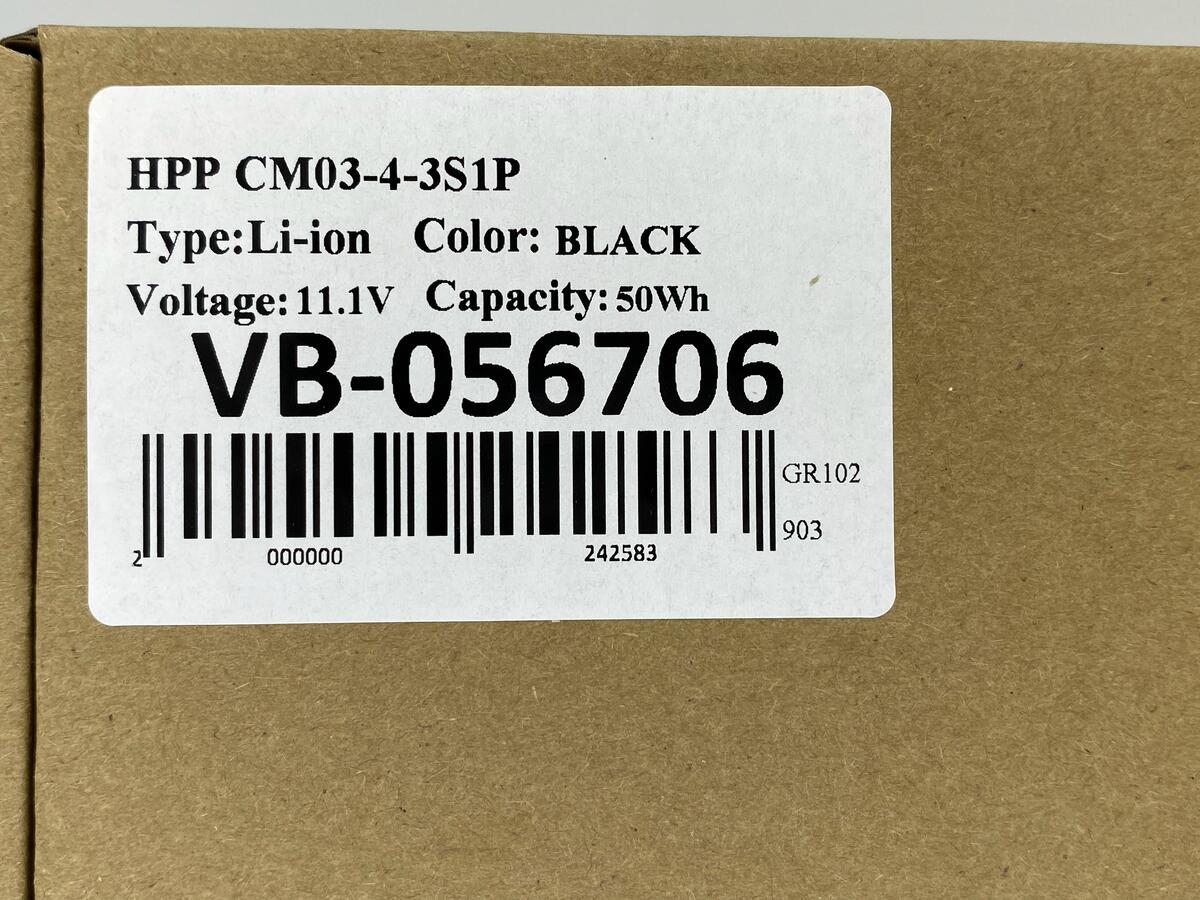 HPP CM03-4-3S1P
Type:Li-ion Color: BLACK
Voltage: 11.1V Capacity: 50Wh
VB-056706
GR102
903
2 000000 242583